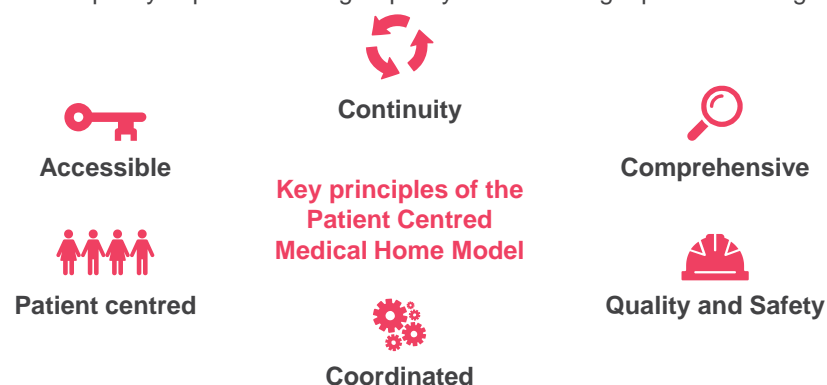 Continuity
Accessible
Comprehensive
Key principles of the
Patient Centred
Medical Home Model
Patient centred
Quality and Safety
Coordinated